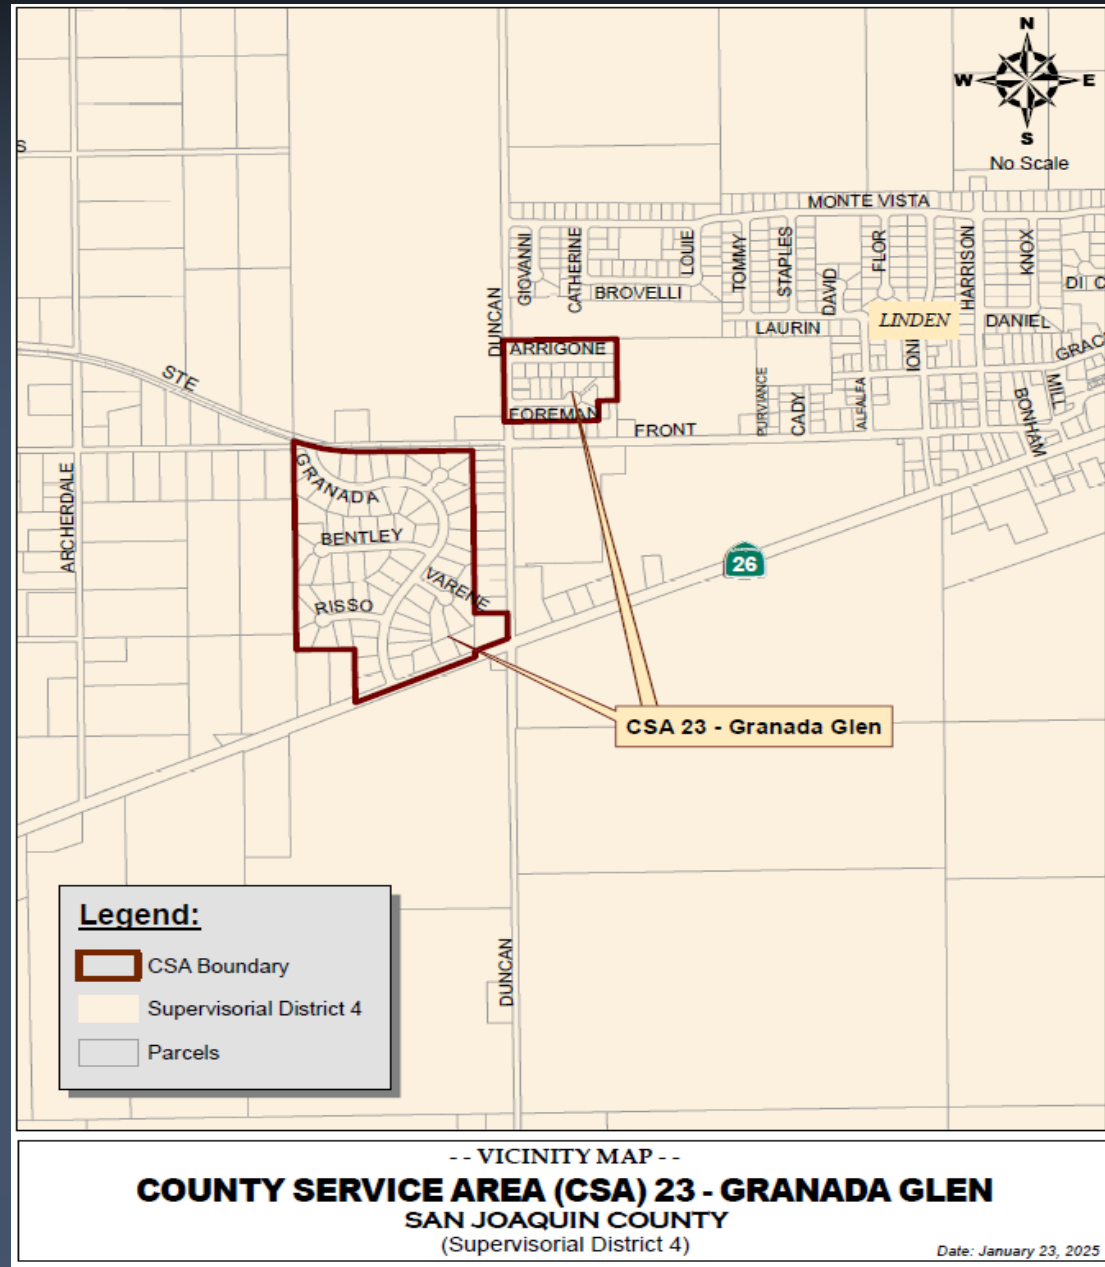 N
W E
S
No Scale
S
MONTE VISTA
GIOVANNI
CATHERINE
LOUIE
TOMMY
STAPLES
DAVID
FLOR
HARRISON
KNOX
BROVELLI
DI C
DUNCAN
LINDEN
LAURIN
DANIEL
IONI
GRAC
ARRIGONE
STE
PURVIANCE
CADY
ALFALFA
MILL
BONHAM
FOREMAN
FRONT
ARCHERDALE
GRANADA
BENTLEY
26
VARENE
RISSO
CSA 23 - Granada Glen
DUNCAN
Legend:
CSA Boundary
Supervisorial District 4
Parcels
- - VICINITY MAP - -
COUNTY SERVICE AREA (CSA) 23 - GRANADA GLEN
SAN JOAQUIN COUNTY
(Supervisorial District 4)
Date: January 23, 2025